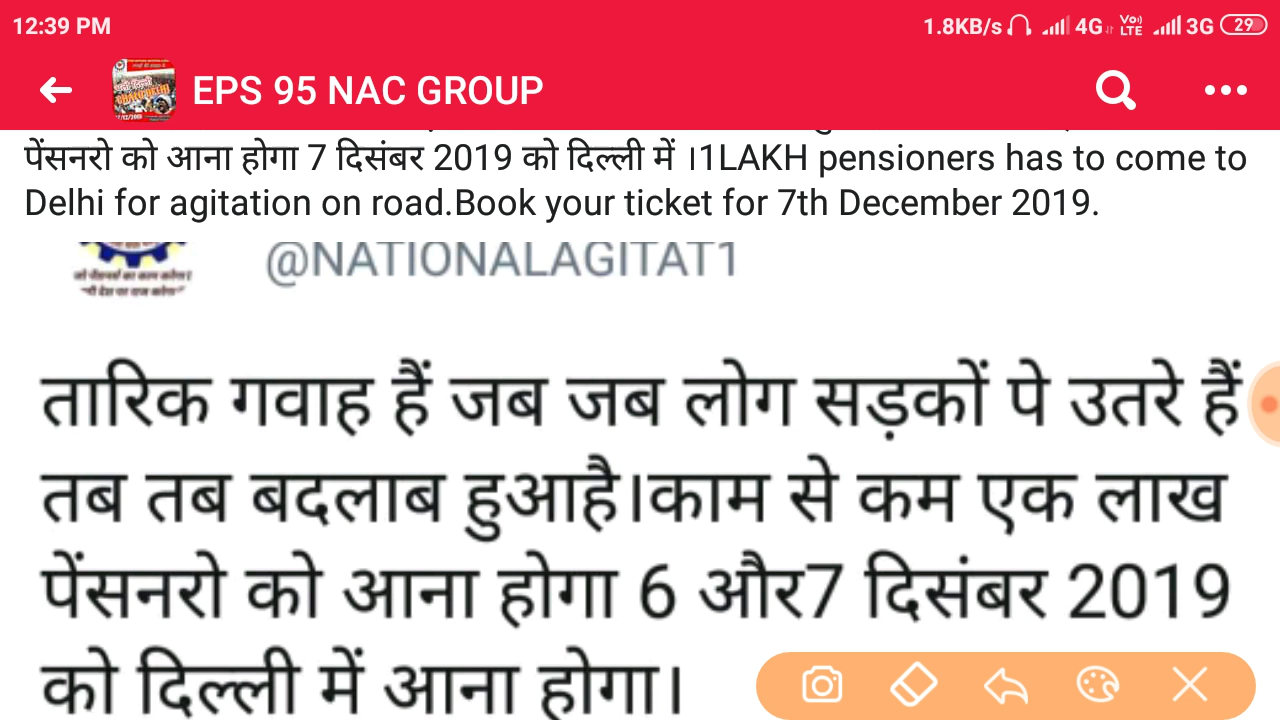 12:39 PM 1.8KB/s 4G Vo) LTE 3G 29
EPS 95 NAC GROUP
पेंसनरो को आना होगा 7 दिसंबर 2019 को दिल्ली में ।1LAKH pensioners has to come to
Delhi for agitation on road.Book your ticket for 7th December 2019.
@NATIONALAGITAT1
तारिक गवाह हैं जब जब लोग सड़कों पे उतरे हैं
तब तब बदलाब हुआहै।काम से कम एक लाख
पेंसनरो को आना होगा 6 और7 दिसंबर 2019
को दिल्ली में आना होगा।